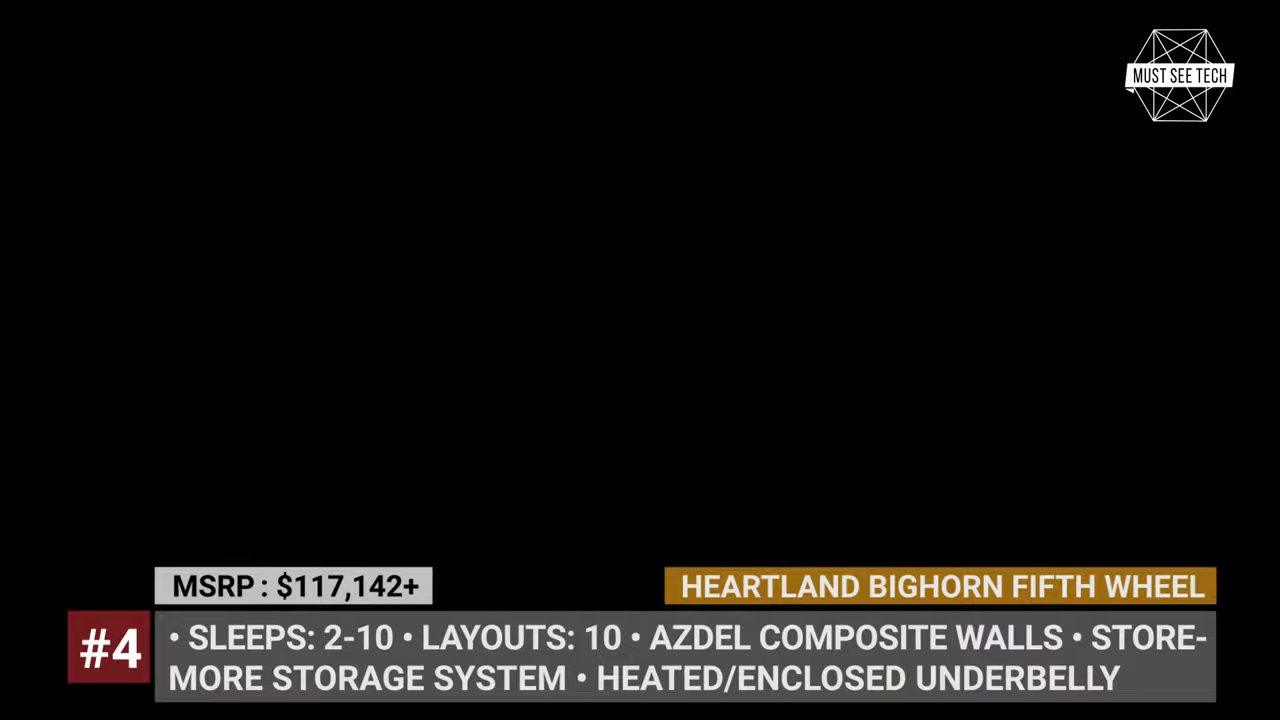 MUST SEE TECH
MSRP : $117,142+
HEARTLAND BIGHORN FIFTH WHEEL
#4
• SLEEPS: 2-10 • LAYOUTS: 10 • AZDEL COMPOSITE WALLS • STORE-
MORE STORAGE SYSTEM • HEATED/ENCLOSED UNDERBELLY